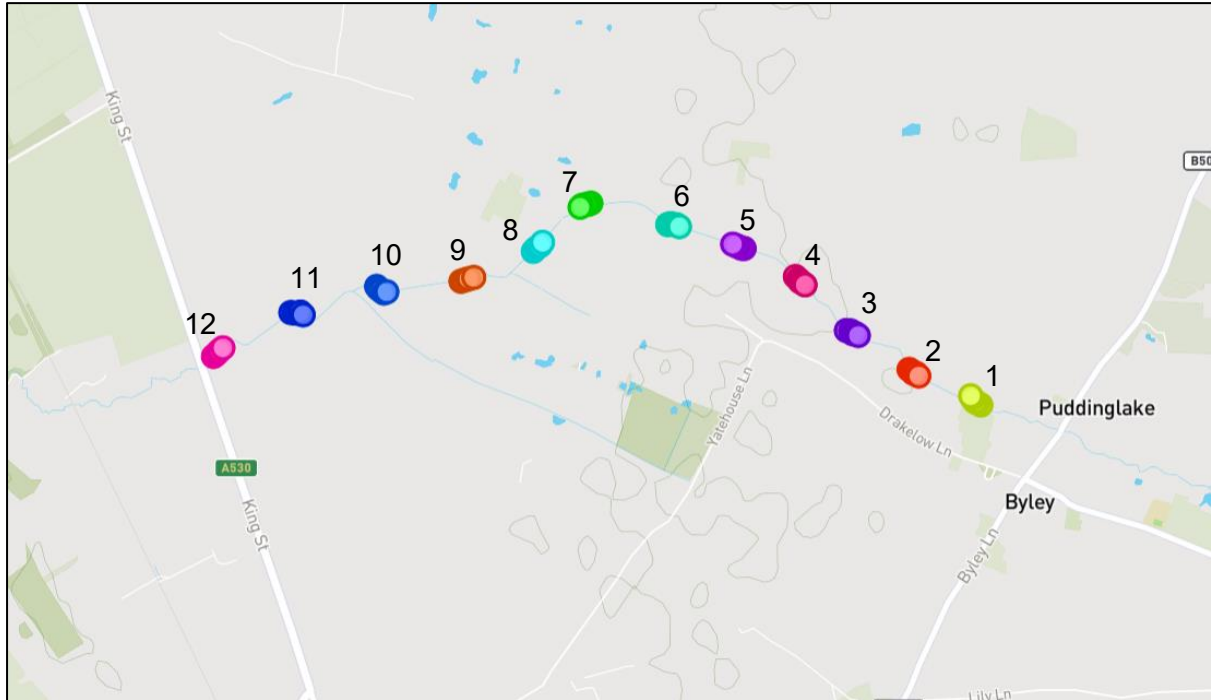 King St
B50
7
6
8
5
9
4
10
11
3
12
2
1
Puddinglake
Yatehouse Ln
Drakelow Ln
A530
King St
Byley
Byley Ln
Lily Ln